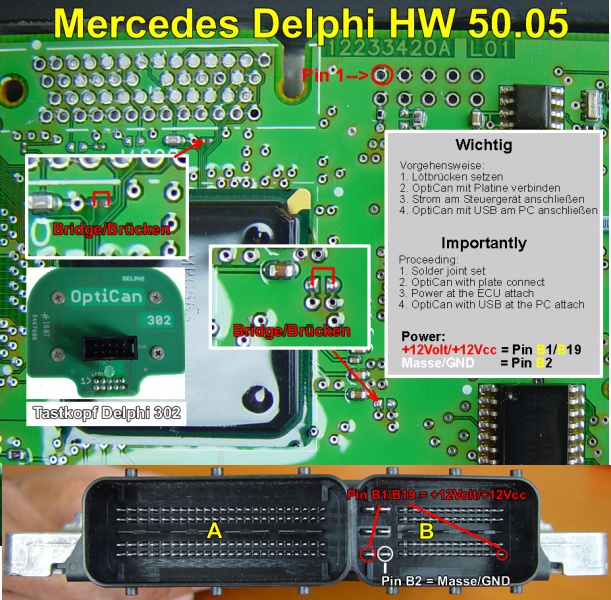 Mercedes Delphi HW 50.05
12233420A L01
Pin 1-->
Wichtig
Vorgehensweise:
1. Lötbrücken setzen
2. OptiCan mit Platine verbinden
3. Strom am Steuergerät anschließen
4. OptiCan mit USB am PC anschließen
Importantly
Proceeding:
1. Solder joint set
2. OptiCan with plate connect
3. Power at the ECU attach
4. OptiCan with USB at the PC attach
Power:
+12Volt/+12Vcc = Pin B1/B19
Masse/GND = Pin B2
Bridge/Brücken
Bridge/Brücken
DELPHI
OptiCan
302
1>
Tastkopf Delphi 302
Pin B1/B19 = +12Volt/+12Vcc
A
B
Pin B2 = Masse/GND